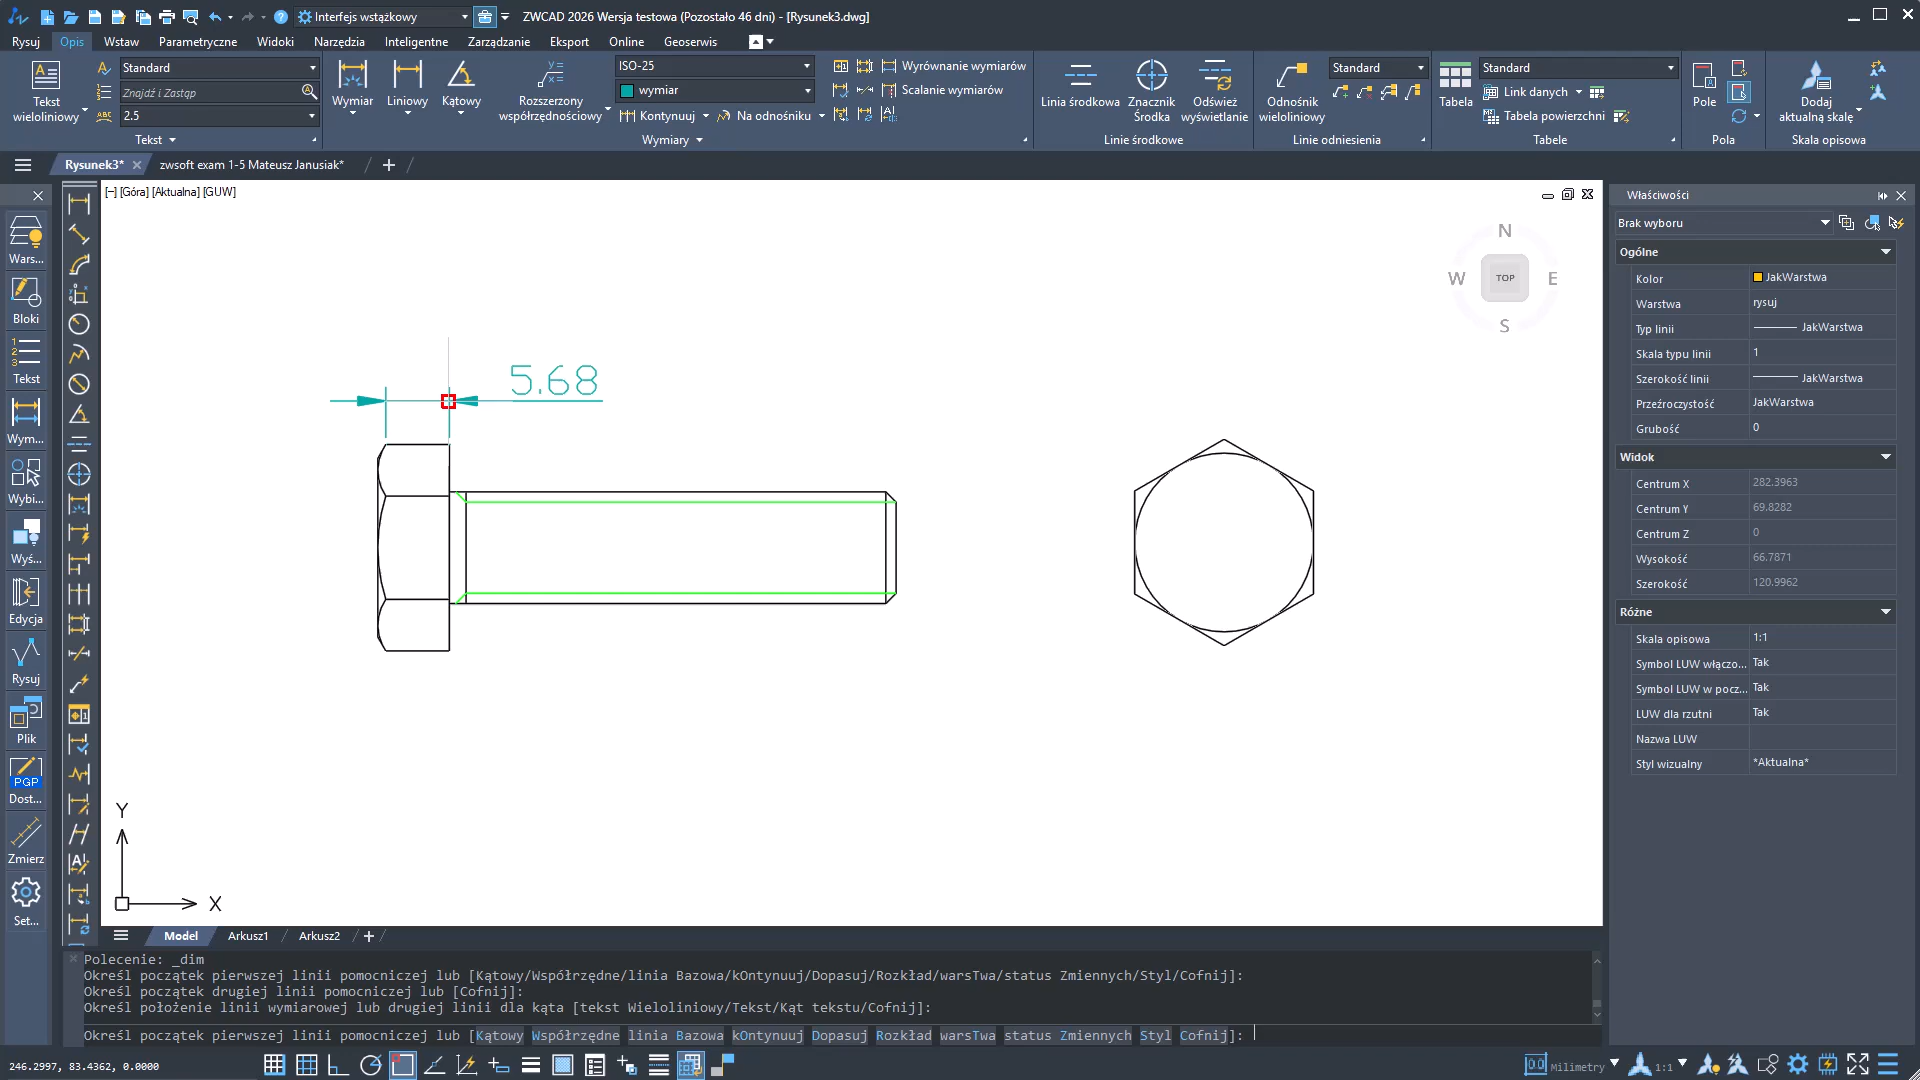 Interfejs wstążkowy
ZWCAD 2026 Wersja testowa (Pozostało 46 dni) - [Rysunek3.dwg]
Rysuj Opis Wstaw Parametryczne Widoki Narzędzia Inteligentne Zarządzanie Eksport Online Geoserwis
Tekst wieloliniowy
Standard
Znajdź i Zastąp
2.5
Tekst
Wymiar
Liniowy
Kątowy
Rozszerzony współrzędnościowy
ISO-25
wymiar
Kontynuuj
Na odnośniku
Wyrównanie wymiarów
Scalanie wymiarów
Wymiary
Linia środkowa
Znacznik Środka
Odśwież wyświetlanie
Linie środkowe
Odnośnik wieloliniowy
Standard
Linie odniesienia
Tabela
Standard
Link danych
Tabela powierzchni
Tabele
Pole
Pola
Dodaj aktualną skalę
Skala opisowa
Rysunek3*
zwsoft exam 1-5 Mateusz Janusiak*
[−] [Góra] [Aktualna] [GUW]
Wars...
Bloki
Tekst
Wym...
Wybi...
Wyś...
Edycja
Rysuj
Plik
PGP
Dost...
Zmierz
Set...
5.68
N
W
TOP
E
S
Y
X
Właściwości
Brak wyboru
Ogólne
Kolor JakWarstwa
Warstwa rysuj
Typ linii JakWarstwa
Skala typu linii 1
Szerokość linii JakWarstwa
Przeźroczystość JakWarstwa
Grubość 0
Widok
Centrum X 282.3963
Centrum Y 69.8282
Centrum Z 0
Wysokość 66.7871
Szerokość 120.9962
Różne
Skala opisowa 1:1
Symbol LUW włączo... Tak
Symbol LUW w pocz... Tak
LUW dla rzutni Tak
Nazwa LUW
Styl wizualny *Aktualna*
Model Arkusz1 Arkusz2
Polecenie: _dim
Określ początek pierwszej linii pomocniczej lub [Kątowy/Współrzędne/linia Bazowa/kOntynuuj/Dopasuj/Rozkład/warsTwa/status Zmiennych/Styl/Cofnij]:
Określ początek drugiej linii pomocniczej lub [Cofnij]:
Określ położenie linii wymiarowej lub drugiej linii dla kąta [tekst Wieloliniowy/Tekst/Kąt tekstu/Cofnij]:
Określ początek pierwszej linii pomocniczej lub [Kątowy Współrzędne linia Bazowa kOntynuuj Dopasuj Rozkład warsTwa status Zmiennych Styl Cofnij]:
246.2997, 83.4362, 0.0000
Milimetry
1:1